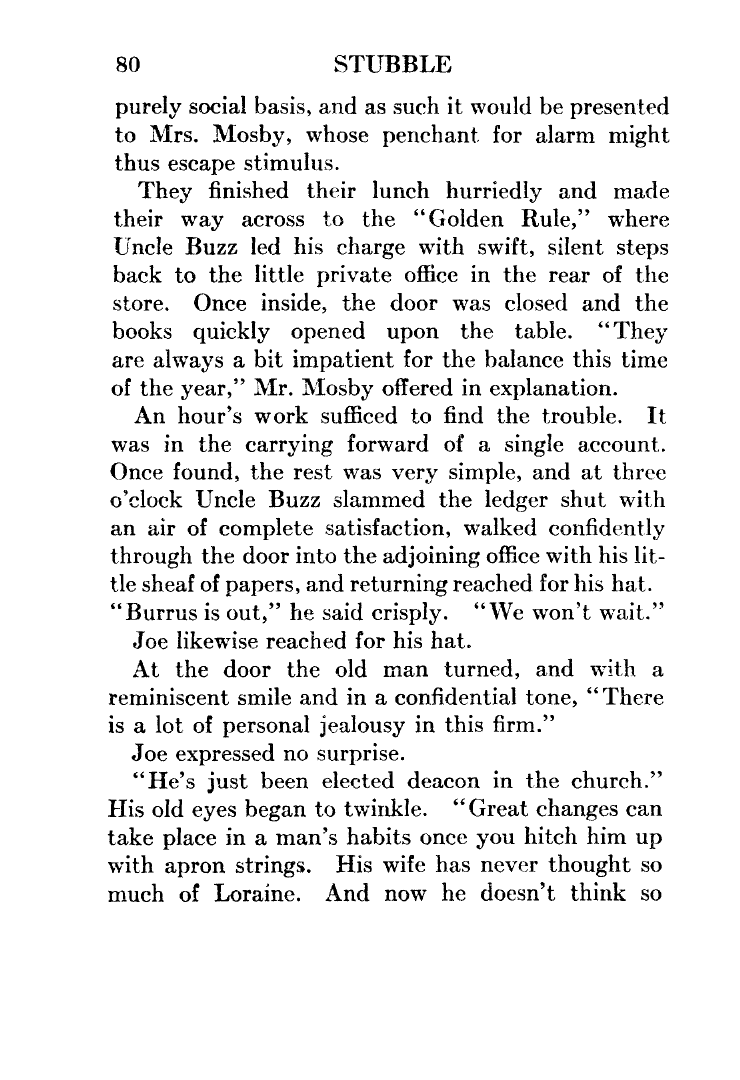 80 STUBBLE
purely social basis, and as such it would be presented
to Mrs. Mosby, whose penchant for alarm might
thus escape stimulus.
They finished their lunch hurriedly and made
their way across to the “Golden Rule,” where
Uncle Buzz led his charge with swift, silent steps
back to the little private office in the rear of the
store. Once inside, the door was closed and the
books quickly opened upon the table. “They
are always a bit impatient for the balance this time
of the year,” Mr. Mosby offered in explanation.
An hour’s work sufficed to find the trouble. It
was in the carrying forward of a single account.
Once found, the rest was very simple, and at three
o’clock Uncle Buzz slammed the ledger shut with
an air of complete satisfaction, walked confidently
through the door into the adjoining office with his lit-
tle sheaf of papers, and returning reached for his hat.
“Burrus is out,” he said crisply. “We won’t wait.”
Joe likewise reached for his hat.
At the door the old man turned, and with a
reminiscent smile and in a confidential tone, “There
is a lot of personal jealousy in this firm.”
Joe expressed no surprise.
“He’s just been elected deacon in the church.”
His old eyes began to twinkle. “Great changes can
take place in a man’s habits once you hitch him up
with apron strings. His wife has never thought so
much of Loraine. And now he doesn’t think so